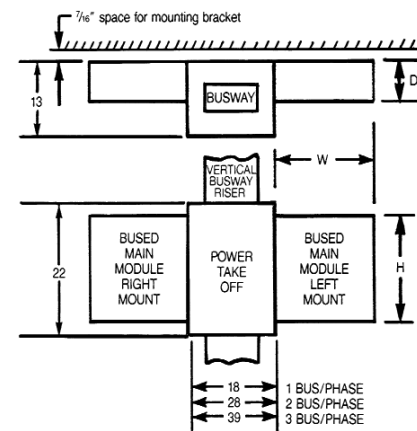 7/16" space for mounting bracket
13
BUSWAY
D
W
VERTICAL
BUSWAY
RISER
22
BUSED
MAIN
MODULE
RIGHT
MOUNT
POWER
TAKE
OFF
BUSED
MAIN
MODULE
LEFT
MOUNT
H
18 1 BUS/PHASE
28 2 BUS/PHASE
39 3 BUS/PHASE